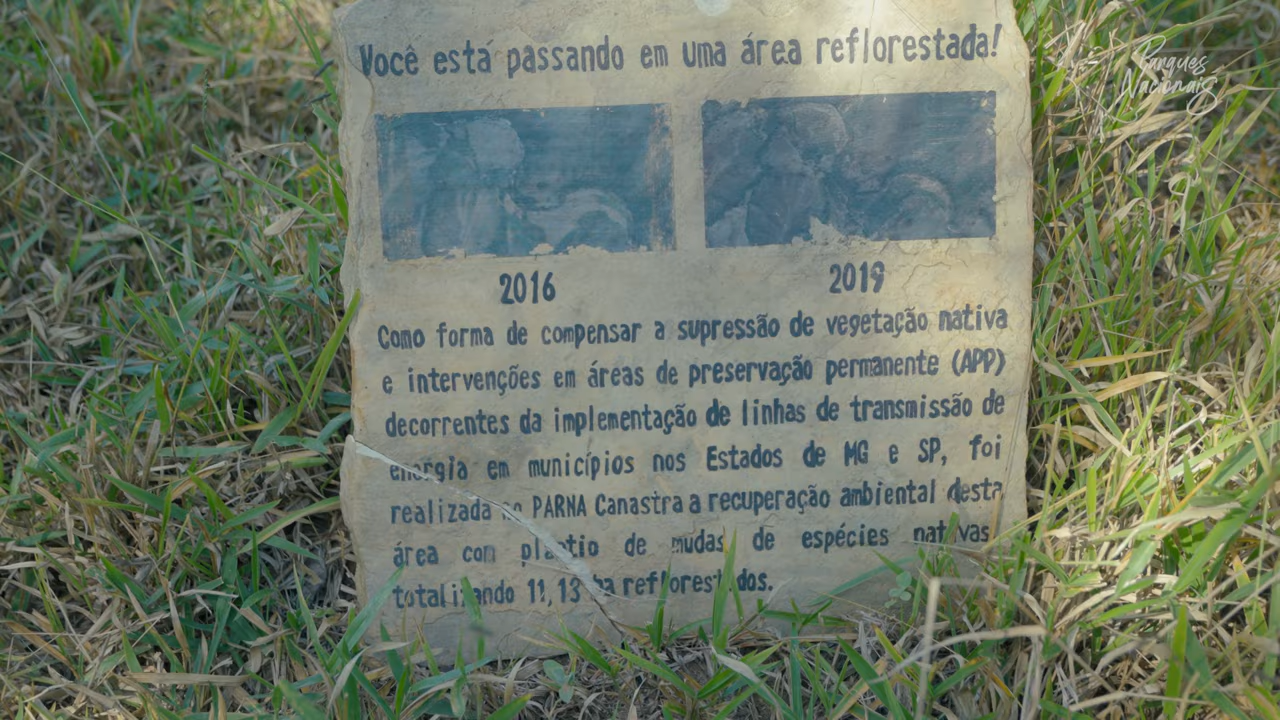 Você está passando em uma área reflorestada!
Parques
Nacionais
2016 2019
Como forma de compensar a supressão de vegetação nativa
e intervenções em áreas de preservação permanente (APP)
decorrentes da implementação de linhas de transmissão de
energia em municípios nos Estados de MG e SP, foi
realizada no PARNA Canastra a recuperação ambiental desta
área com plantio de mudas de espécies nativas
totalizando 11,13 ha reflorestados.